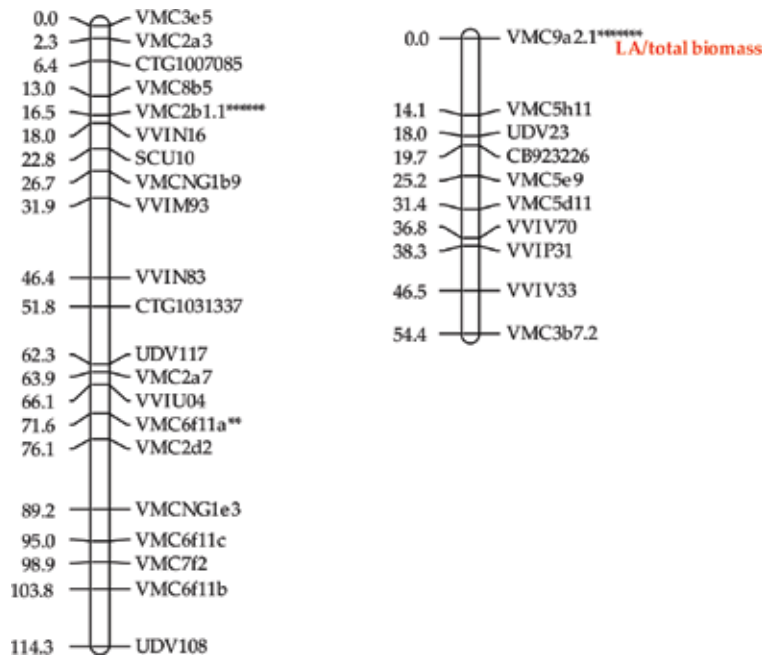 0.0 VMC3e5
2.3 VMC2a3
6.4 CTG1007085
13.0 VMC8b5
16.5 VMC2b1.1******
18.0 VVIN16
22.8 SCU10
26.7 VMCNG1b9
31.9 VVIM93
46.4 VVIN83
51.8 CTG1031337
62.3 UDV117
63.9 VMC2a7
66.1 VVIU04
71.6 VMC6f11a**
76.1 VMC2d2
89.2 VMCNG1e3
95.0 VMC6f11c
98.9 VMC7f2
103.8 VMC6f11b
114.3 UDV108
0.0 VMC9a2.1*******
LA/total biomass
14.1 VMC5h11
18.0 UDV23
19.7 CB923226
25.2 VMC5e9
31.4 VMC5d11
36.8 VVIV70
38.3 VVIP31
46.5 VVIV33
54.4 VMC3b7.2